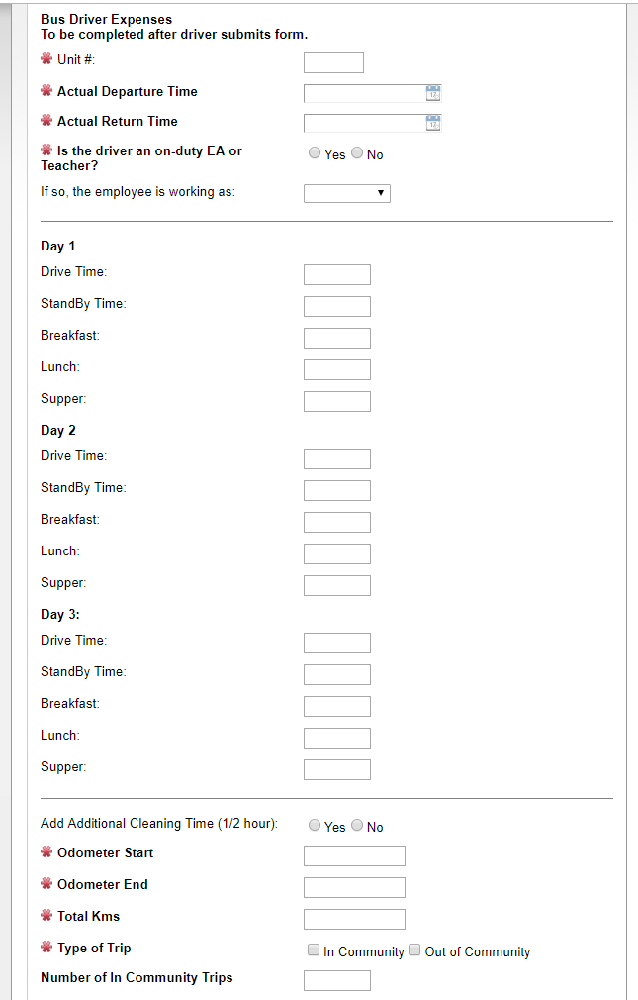 Bus Driver Expenses
To be completed after driver submits form.
Unit #:
Actual Departure Time
Actual Return Time
Is the driver an on-duty EA or
Teacher?
Yes No
If so, the employee is working as:
Day 1
Drive Time:
StandBy Time:
Breakfast:
Lunch:
Supper:
Day 2
Drive Time:
StandBy Time:
Breakfast:
Lunch:
Supper:
Day 3:
Drive Time:
StandBy Time:
Breakfast:
Lunch:
Supper:
Add Additional Cleaning Time (1/2 hour): Yes No
Odometer Start
Odometer End
Total Kms
Type of Trip In Community Out of Community
Number of In Community Trips